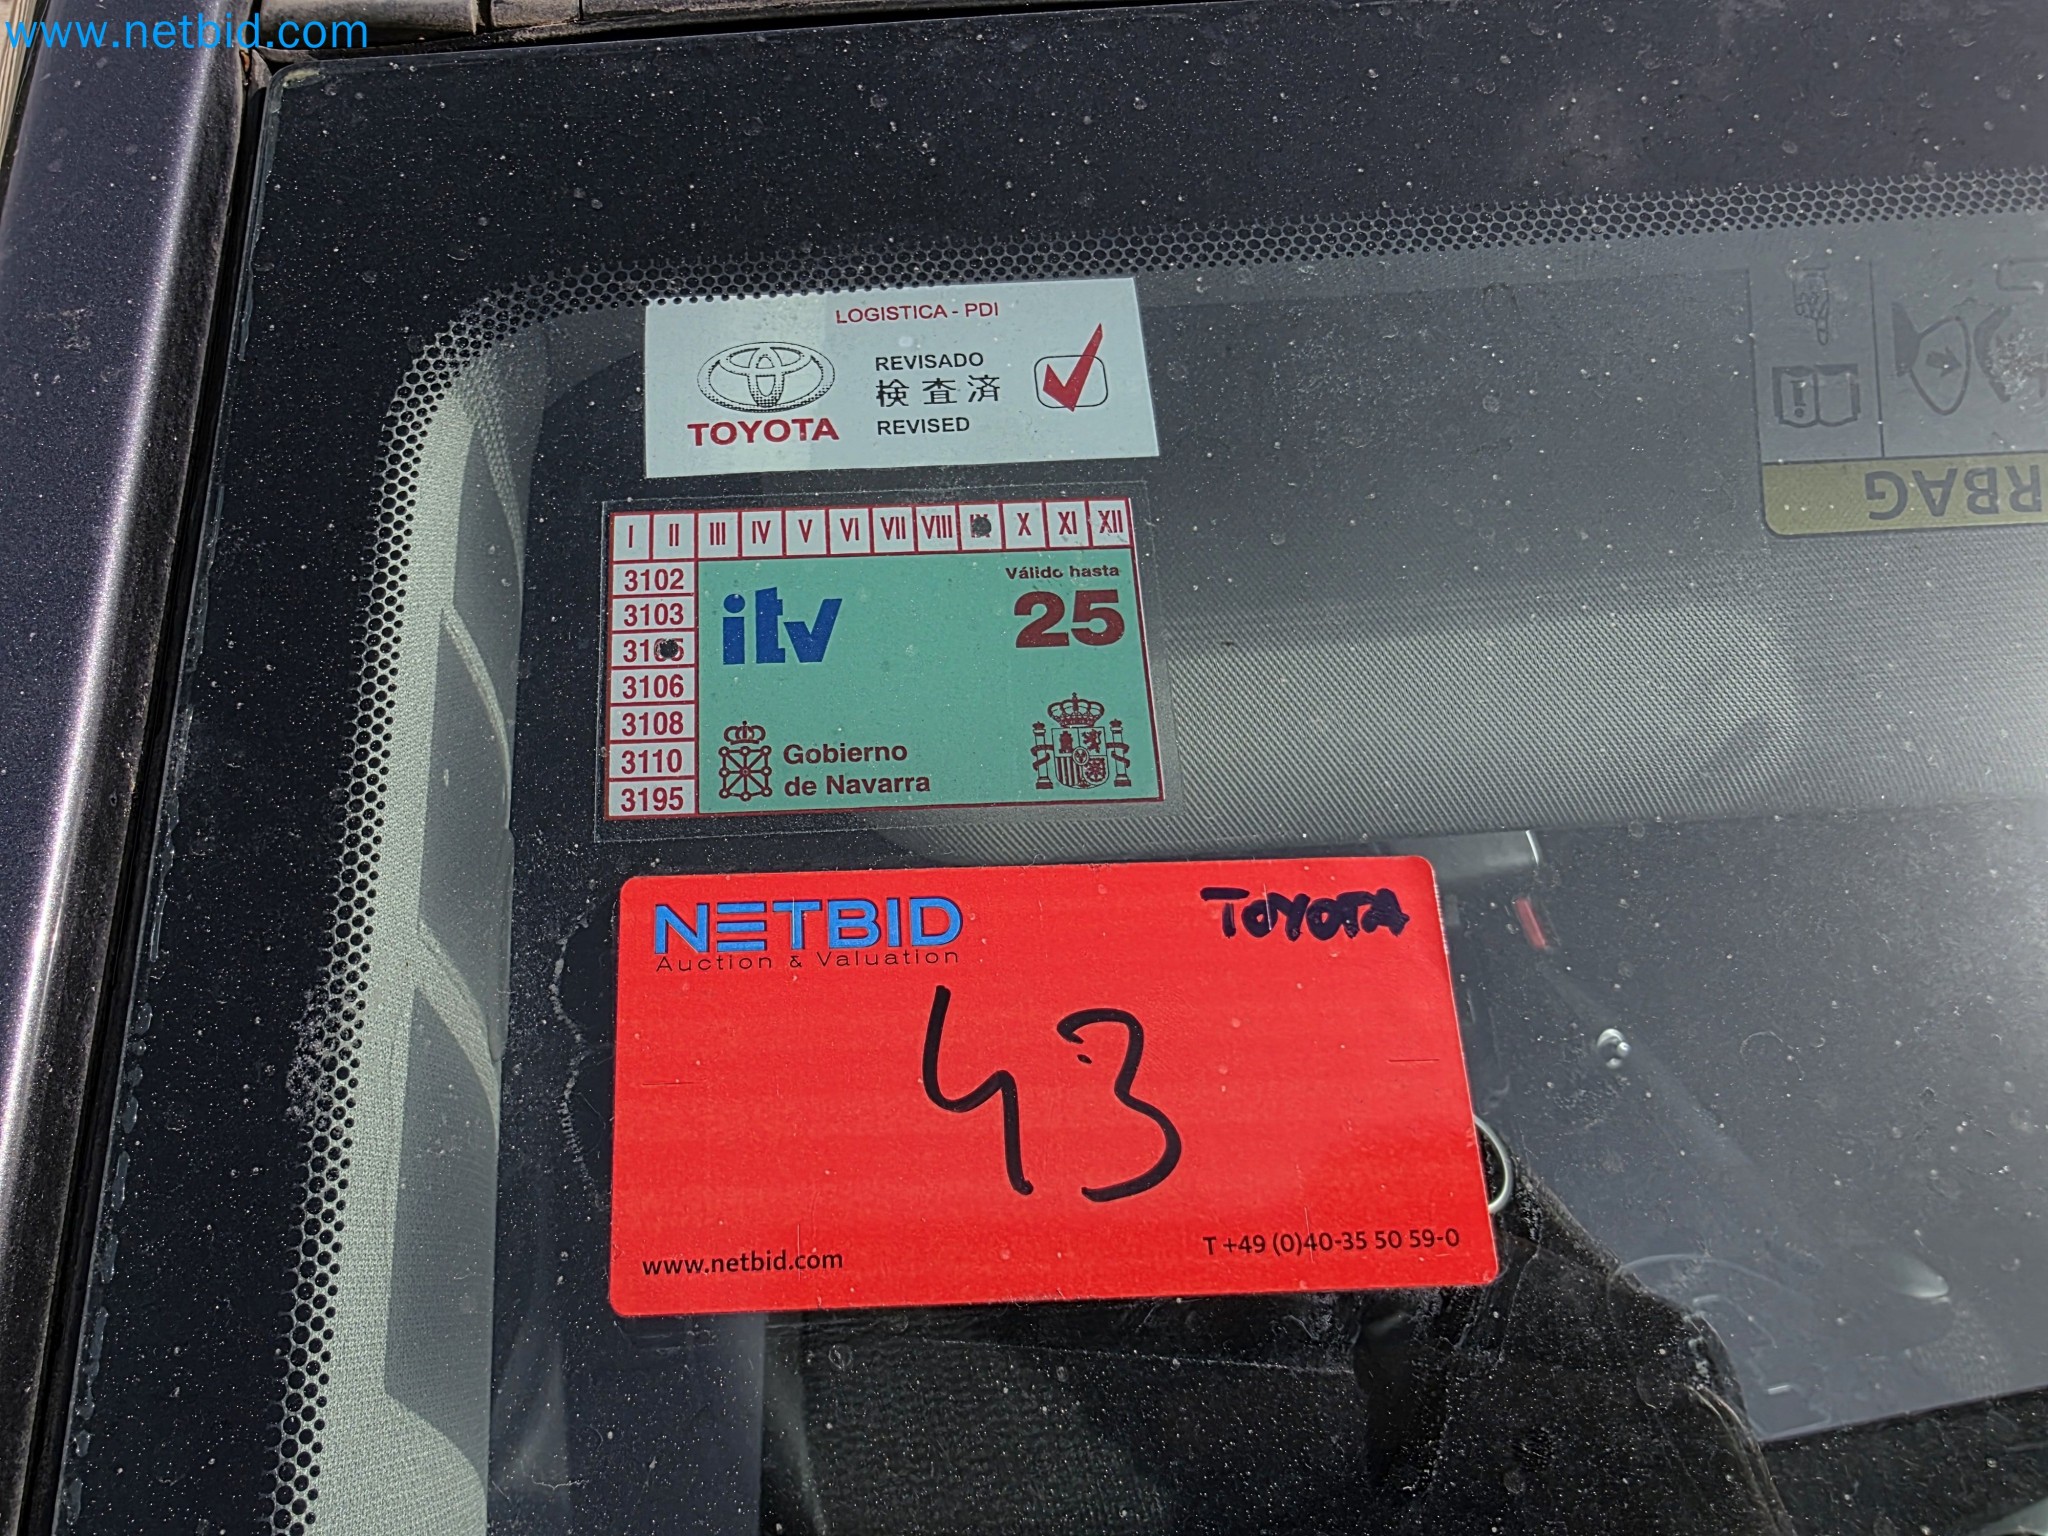 www.netbid.com
LOGISTICA - PDI
REVISADO
検査済
REVISED
TOYOTA
I II III IV V VI VII VIII X XI XII
3102
3103
3105
3106
3108
3110
3195
itv
Válido hasta
25
Gobierno
de Navarra
RBAG
NETBID
Auction & Valuation
TOYOTA
43
www.netbid.com
T +49 (0)40-35 50 59-0